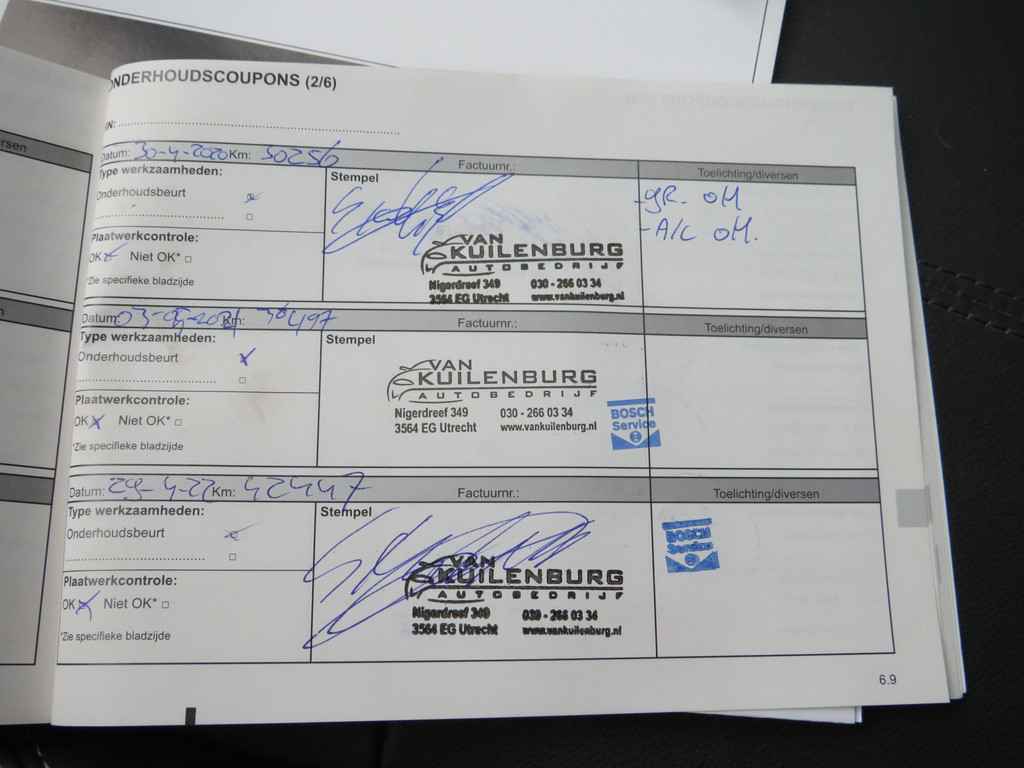 ONDERHOUDSCOUPONS (2/6)
Datum: 30-4-2020 Km: 30256 Factuurnr.: Toelichting/diversen
Type werkzaamheden:
Onderhoudsbeurt
Stempel
- gr. OH
- A/C OH.
Plaatwerkcontrole:
OK Niet OK*
*Zie specifieke bladzijde
VAN
KUILENBURG
AUTOBEDRIJF
Nigerdreef 349 030 - 266 03 34
3564 EG Utrecht www.vankuilenburg.nl
Datum: Km: Factuurnr.: Toelichting/diversen
Type werkzaamheden:
Onderhoudsbeurt
Stempel
Plaatwerkcontrole:
OK Niet OK*
*Zie specifieke bladzijde
VAN
KUILENBURG
AUTOBEDRIJF
Nigerdreef 349 030 - 266 03 34
3564 EG Utrecht www.vankuilenburg.nl
BOSCH
Service
Datum: 29-4-22 Km: 42447 Factuurnr.: Toelichting/diversen
Type werkzaamheden:
Onderhoudsbeurt
Stempel
Plaatwerkcontrole:
OK Niet OK*
*Zie specifieke bladzijde
VAN
KUILENBURG
AUTOBEDRIJF
Nigerdreef 349 030 - 266 03 34
3564 EG Utrecht www.vankuilenburg.nl
BOSCH
Service
6.9